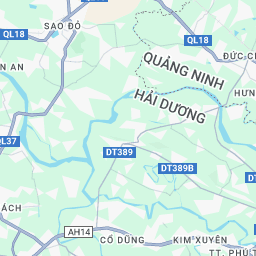 QL18
SAO ĐỎ
QL18
ĐỨC C
QUẢNG NINH
N AN
HẢI DƯƠNG
HƯN
QL37
DT389
DT389B
ÁCH
AH14
CỔ DŨNG
KIM XUYÊN
TT. PHÚ T